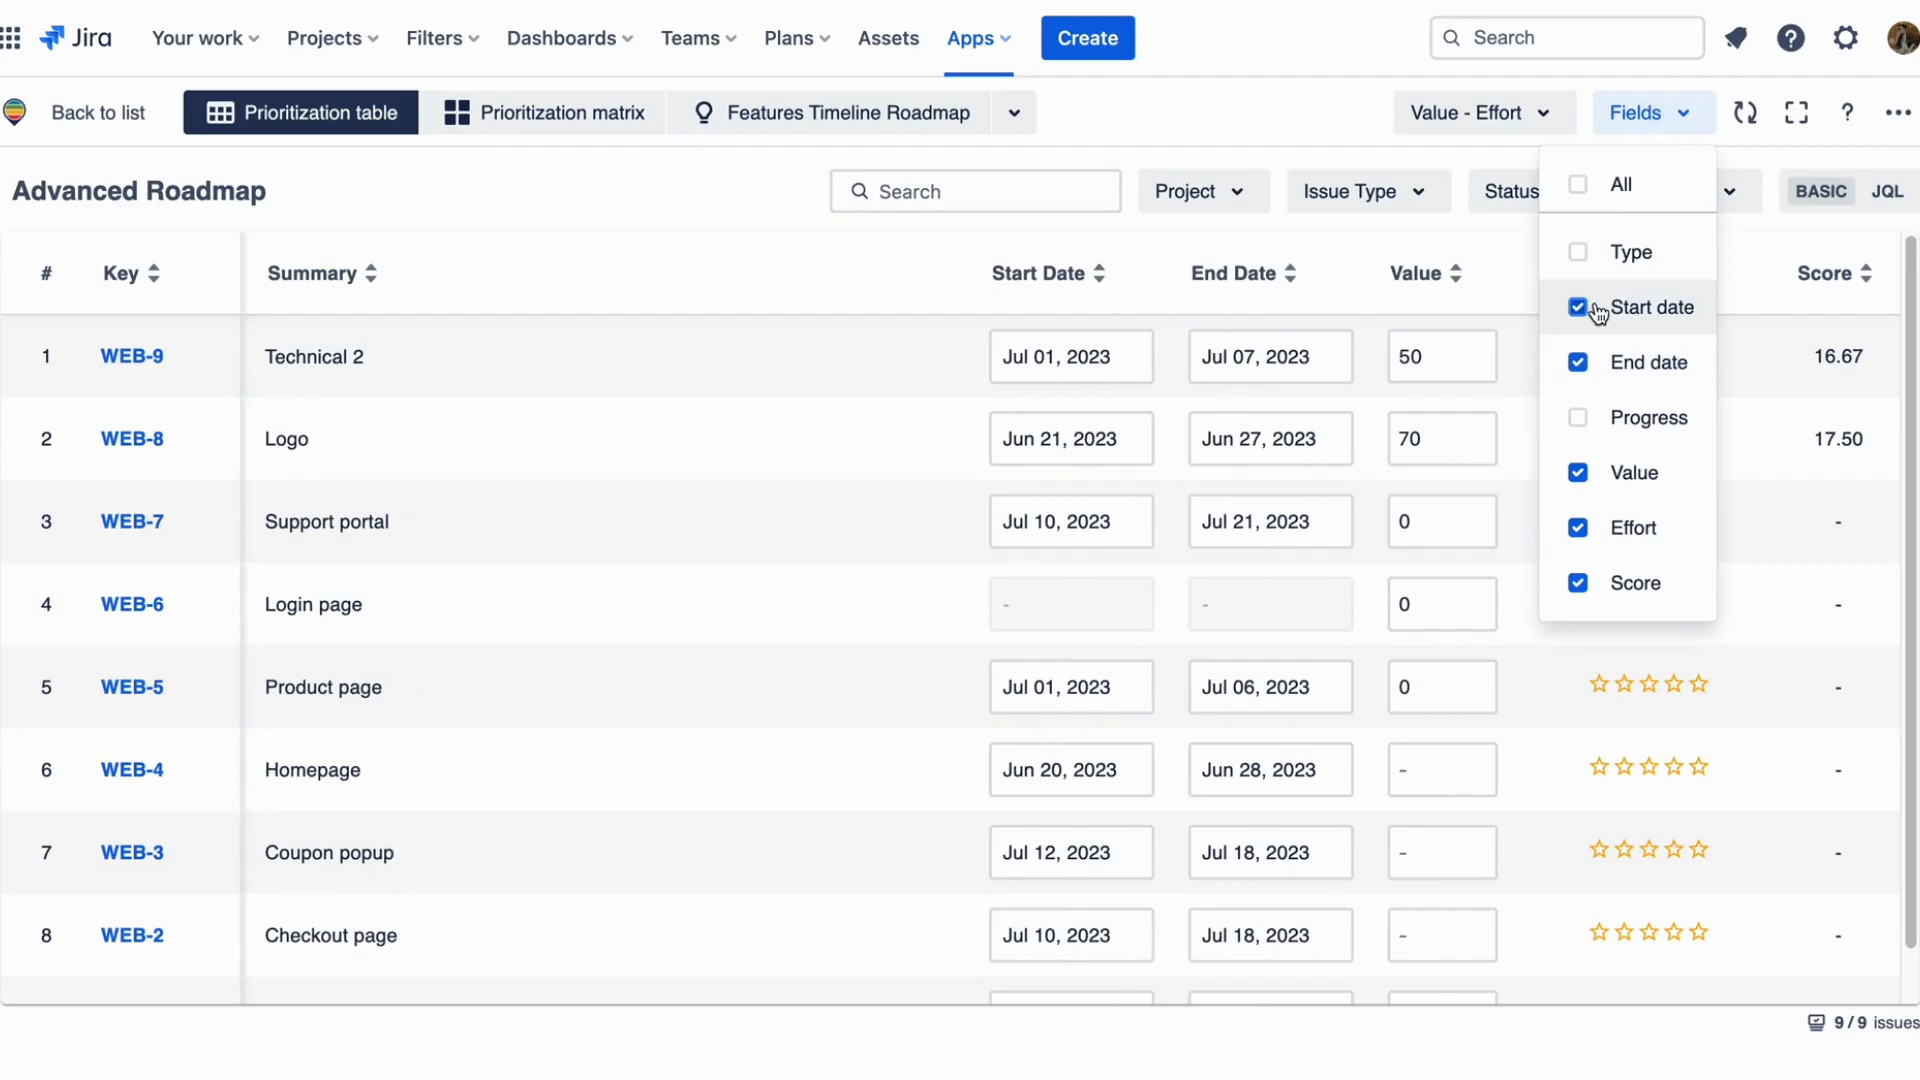 Jira Your work Projects Filters Dashboards Teams Plans Assets Apps Create Search
Back to list Prioritization table Prioritization matrix Features Timeline Roadmap Value - Effort Fields
Advanced Roadmap Search Project Issue Type Status BASIC JQL
All
Type
Start date
End date
Progress
Value
Effort
Score
# Key Summary Start Date End Date Value Score
1 WEB-9 Technical 2 Jul 01, 2023 Jul 07, 2023 50 16.67
2 WEB-8 Logo Jun 21, 2023 Jun 27, 2023 70 17.50
3 WEB-7 Support portal Jul 10, 2023 Jul 21, 2023 0 -
4 WEB-6 Login page - - 0 -
5 WEB-5 Product page Jul 01, 2023 Jul 06, 2023 0 -
6 WEB-4 Homepage Jun 20, 2023 Jun 28, 2023 - -
7 WEB-3 Coupon popup Jul 12, 2023 Jul 18, 2023 - -
8 WEB-2 Checkout page Jul 10, 2023 Jul 18, 2023 - -
9 / 9 issues